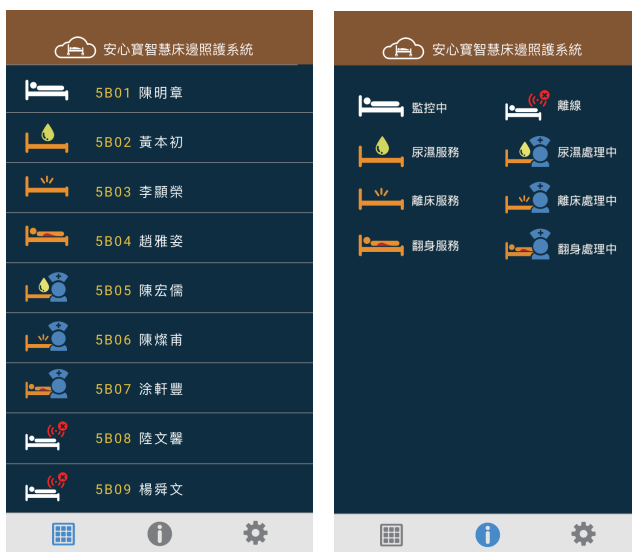 安心寶智慧床邊照護系統
5B01 陳明章
5B02 黃本初
5B03 李顯榮
5B04 趙雅姿
5B05 陳宏儒
5B06 陳燦甫
5B07 涂軒豐
5B08 陸文馨
5B09 楊舜文
安心寶智慧床邊照護系統
監控中
離線
尿濕服務
尿濕處理中
離床服務
離床處理中
翻身服務
翻身處理中